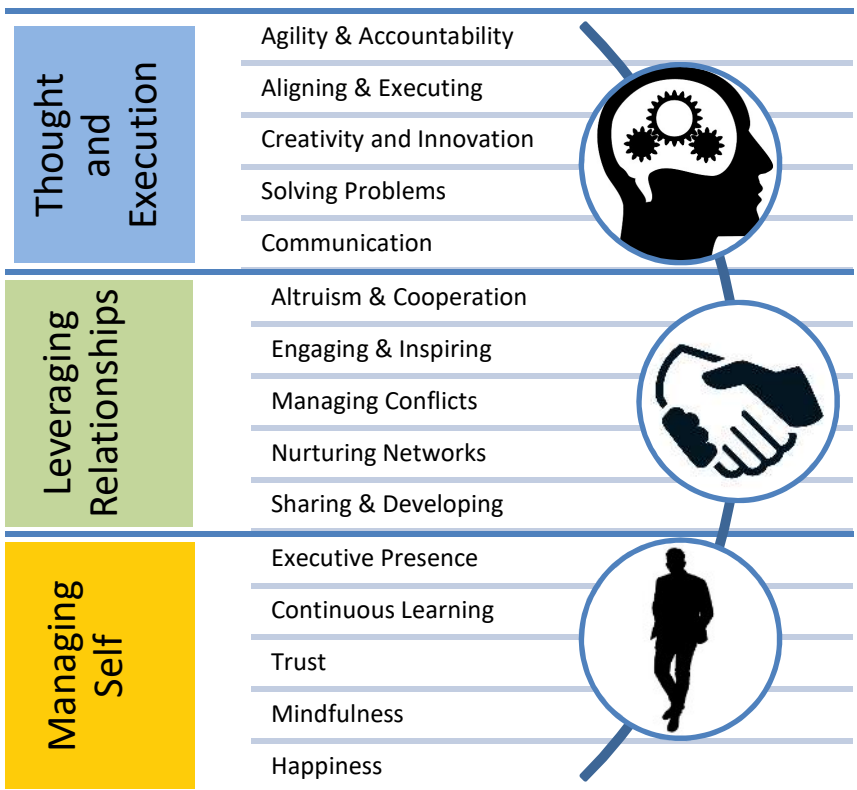 Thought
and
Execution
Agility & Accountability
Aligning & Executing
Creativity and Innovation
Solving Problems
Communication
Leveraging
Relationships
Altruism & Cooperation
Engaging & Inspiring
Managing Conflicts
Nurturing Networks
Sharing & Developing
Managing
Self
Executive Presence
Continuous Learning
Trust
Mindfulness
Happiness